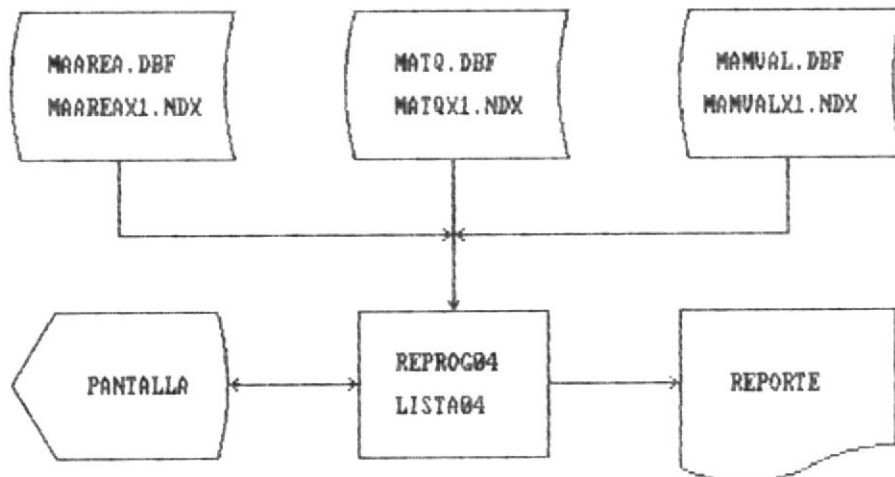 MAAREA.DBF
MAAREAX1.NDX
MATQ.DBF
MATQX1.NDX
MAMVAL.DBF
MAMVALX1.NDX
PANTALLA
REPROG04
LISTA04
REPORTE